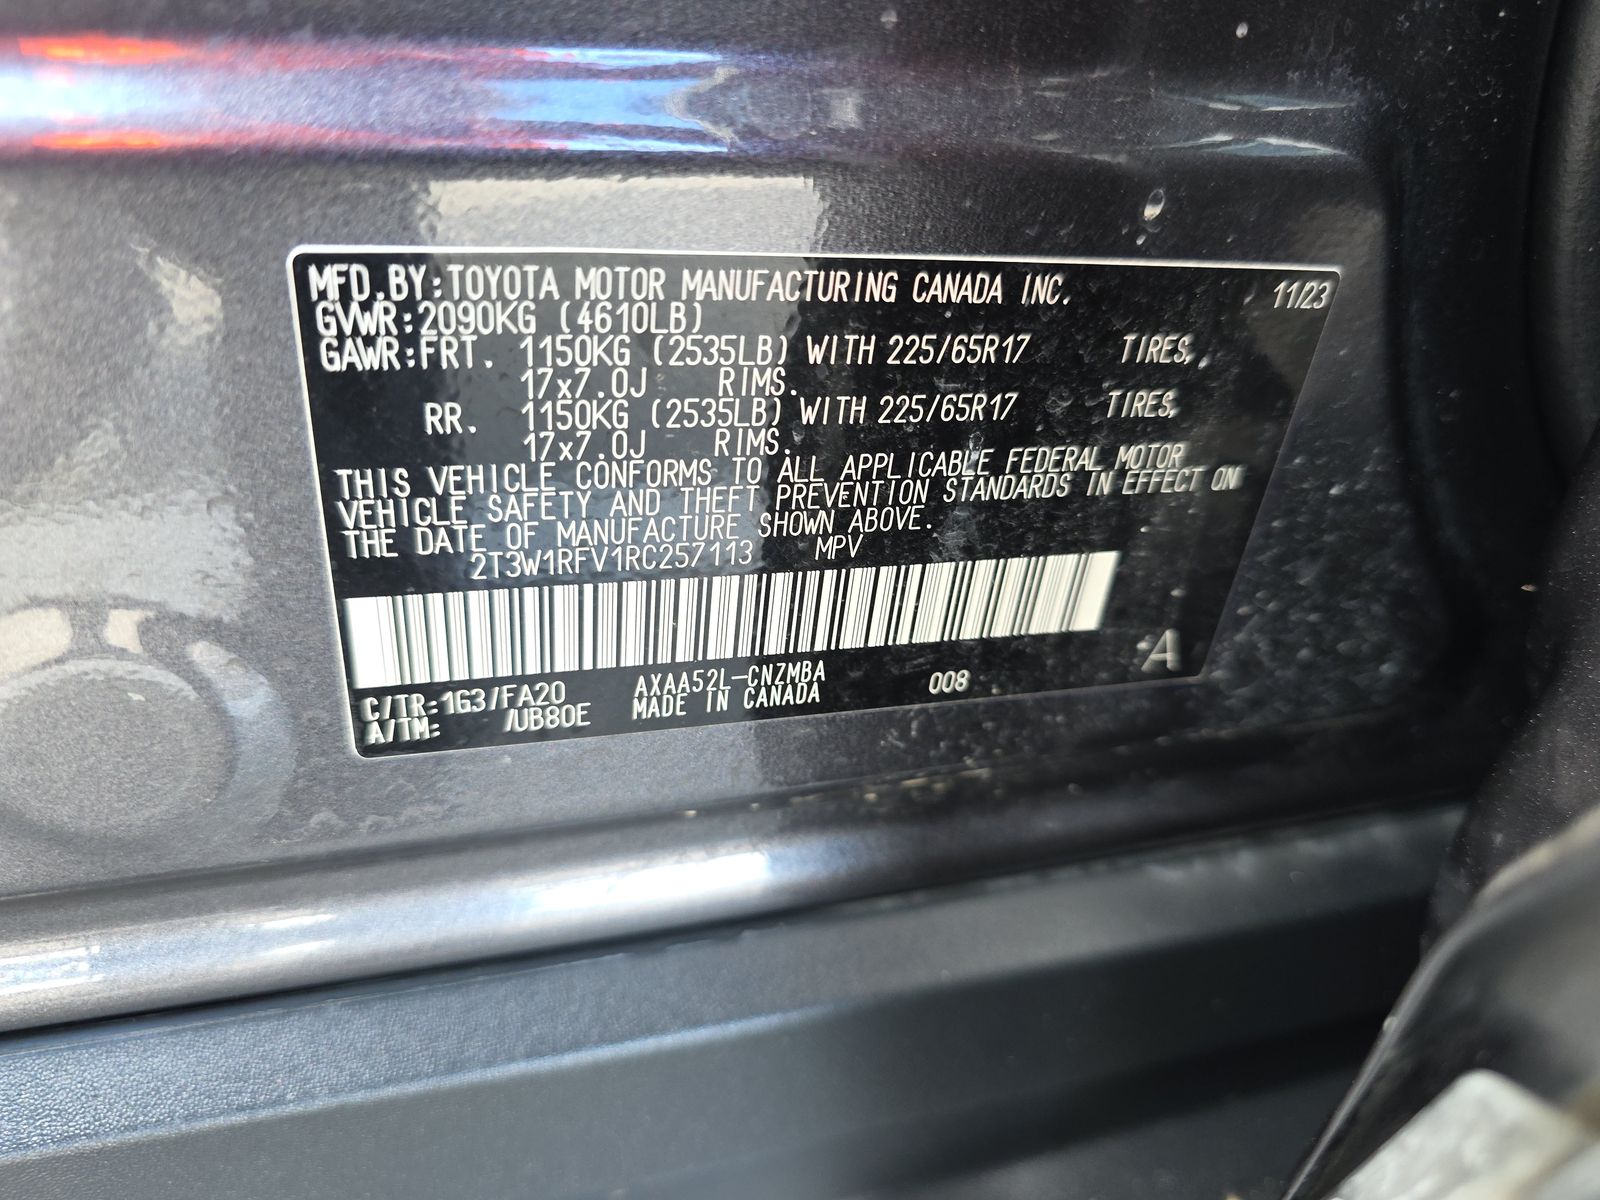 MFD.BY:TOYOTA MOTOR MANUFACTURING CANADA INC. 11/23
GVWR:2090KG (4610LB)
GAWR:FRT. 1150KG (2535LB) WITH 225/65R17 TIRES,
17x7.0J RIMS.
RR. 1150KG (2535LB) WITH 225/65R17 TIRES,
17x7.0J RIMS.
THIS VEHICLE CONFORMS TO ALL APPLICABLE FEDERAL MOTOR
VEHICLE SAFETY AND THEFT PREVENTION STANDARDS IN EFFECT ON
THE DATE OF MANUFACTURE SHOWN ABOVE.
2T3W1RFV1RC257113 MPV
A
C/TR:1G3/FA20 AXAA52L-CNZMBA 008
A/TM: /UB80E MADE IN CANADA